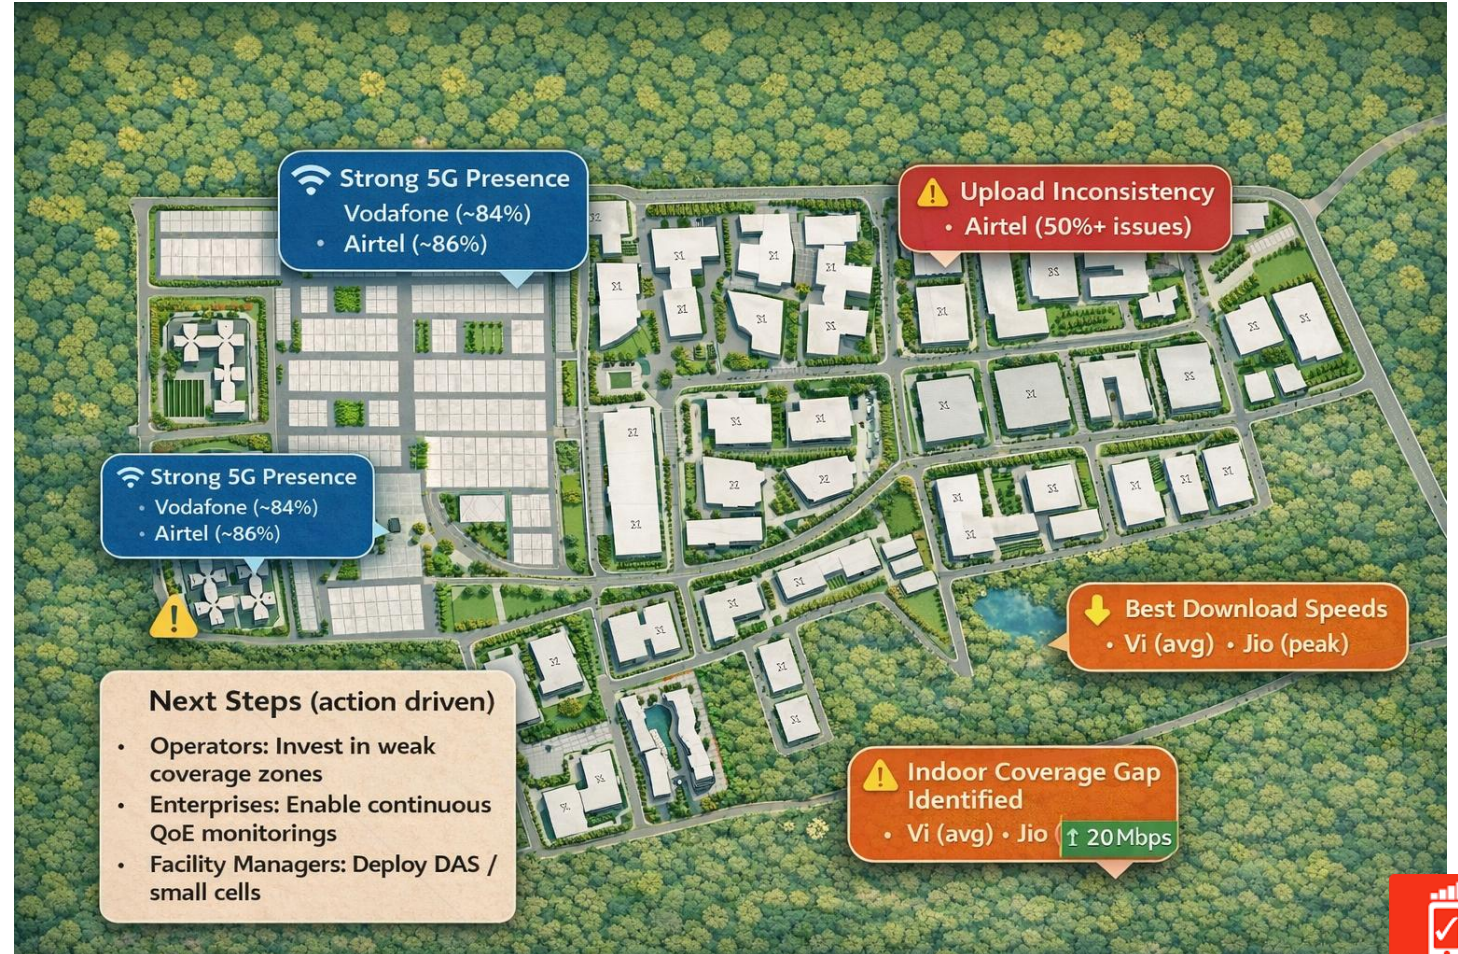 Strong 5G Presence
Vodafone (~84%)
• Airtel (~86%)
Upload Inconsistency
• Airtel (50%+ issues)
Strong 5G Presence
• Vodafone (~84%)
• Airtel (~86%)
Best Download Speeds
• Vi (avg) • Jio (peak)
Next Steps (action driven)
• Operators: Invest in weak
coverage zones
• Enterprises: Enable continuous
QoE monitorings
• Facility Managers: Deploy DAS /
small cells
Indoor Coverage Gap
Identified
• Vi (avg) • Jio
↑ 20 Mbps